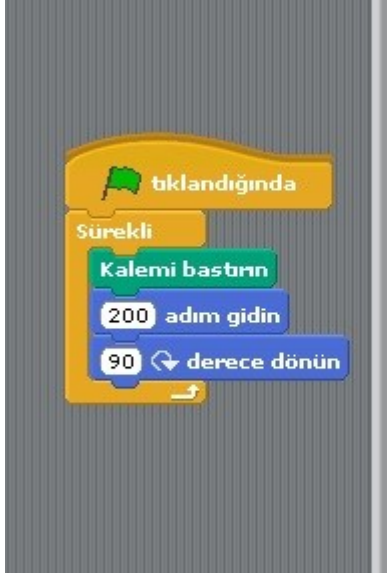 tıklandığında
Sürekli
Kalemi bastırın
200 adım gidin
90 derece dönün